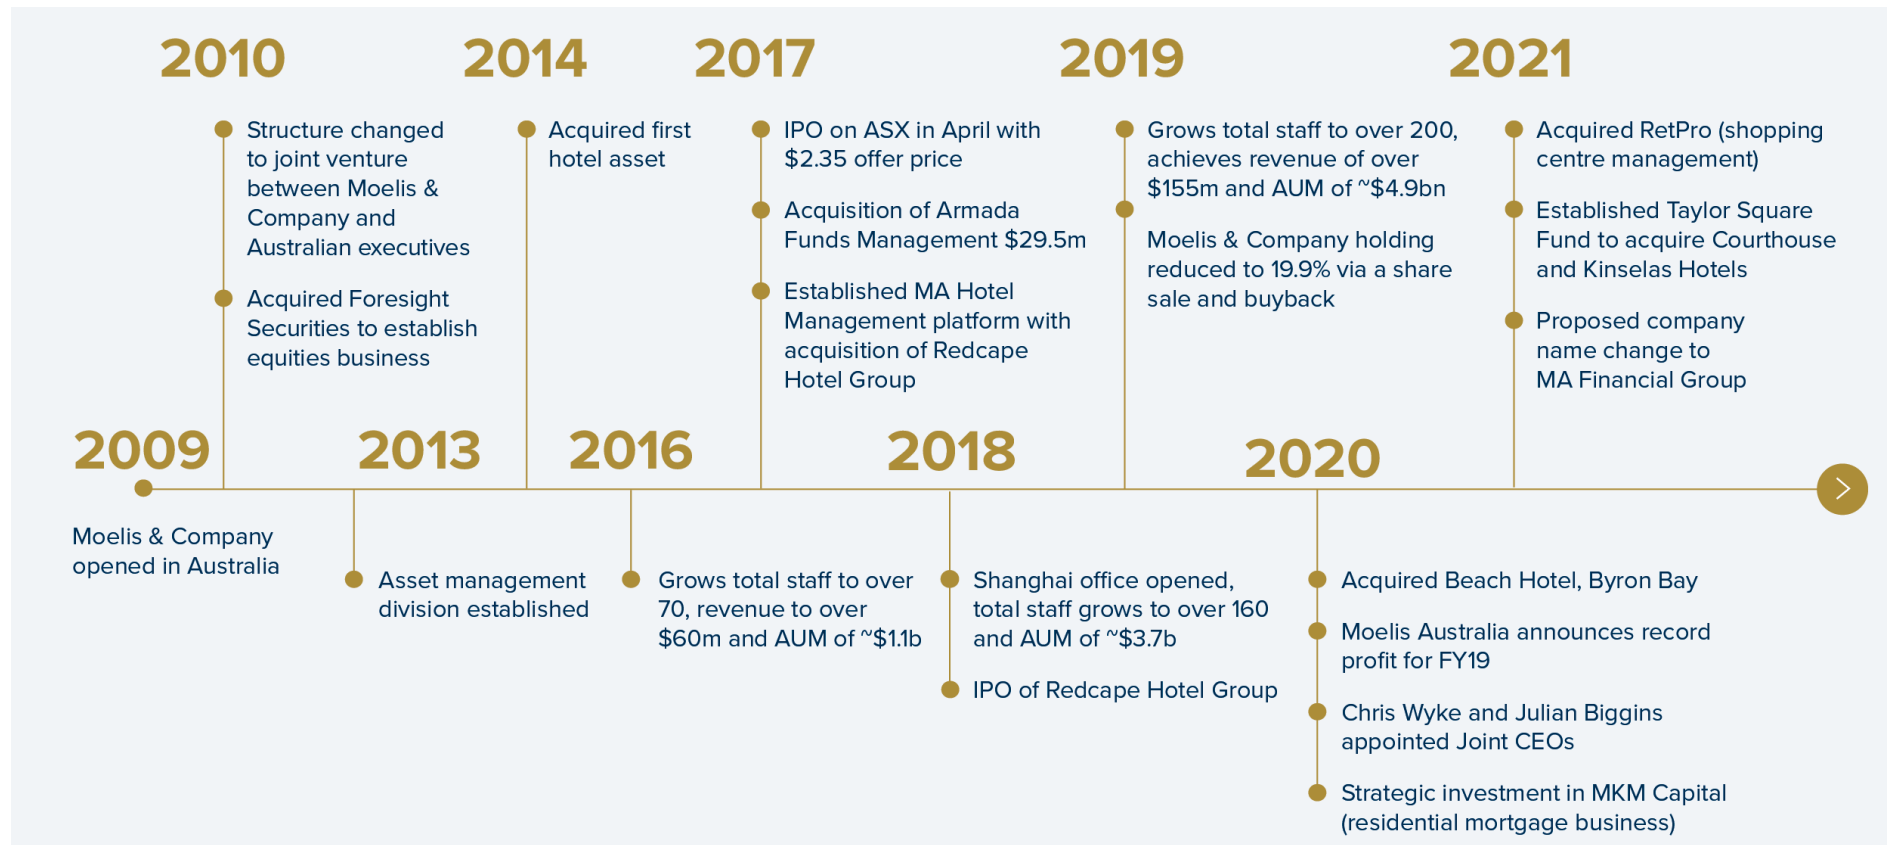 2010
Structure changed
to joint venture
between Moelis &
Company and
Australian executives
Acquired Foresight
Securities to establish
equities business
2014
Acquired first
hotel asset
2017
IPO on ASX in April with
$2.35 offer price
Acquisition of Armada
Funds Management $29.5m
Established MA Hotel
Management platform with
acquisition of Redcape
Hotel Group
2019
Grows total staff to over 200,
achieves revenue of over
$155m and AUM of ~$4.9bn
Moelis & Company holding
reduced to 19.9% via a share
sale and buyback
2021
Acquired RetPro (shopping
centre management)
Established Taylor Square
Fund to acquire Courthouse
and Kinselas Hotels
Proposed company
name change to
MA Financial Group
2009
Moelis & Company
opened in Australia
2013
Asset management
division established
2016
Grows total staff to over
70, revenue to over
$60m and AUM of ~$1.1b
2018
Shanghai office opened,
total staff grows to over 160
and AUM of ~$3.7b
IPO of Redcape Hotel Group
2020
Acquired Beach Hotel, Byron Bay
Moelis Australia announces record
profit for FY19
Chris Wyke and Julian Biggins
appointed Joint CEOs
Strategic investment in MKM Capital
(residential mortgage business)